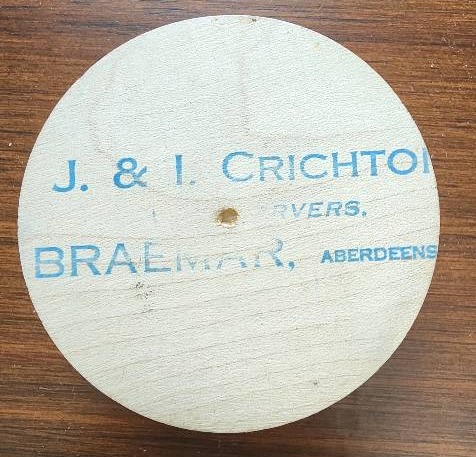 J. & I. CRICHTO
RVERS.
BRAEMAR, ABERDEENS